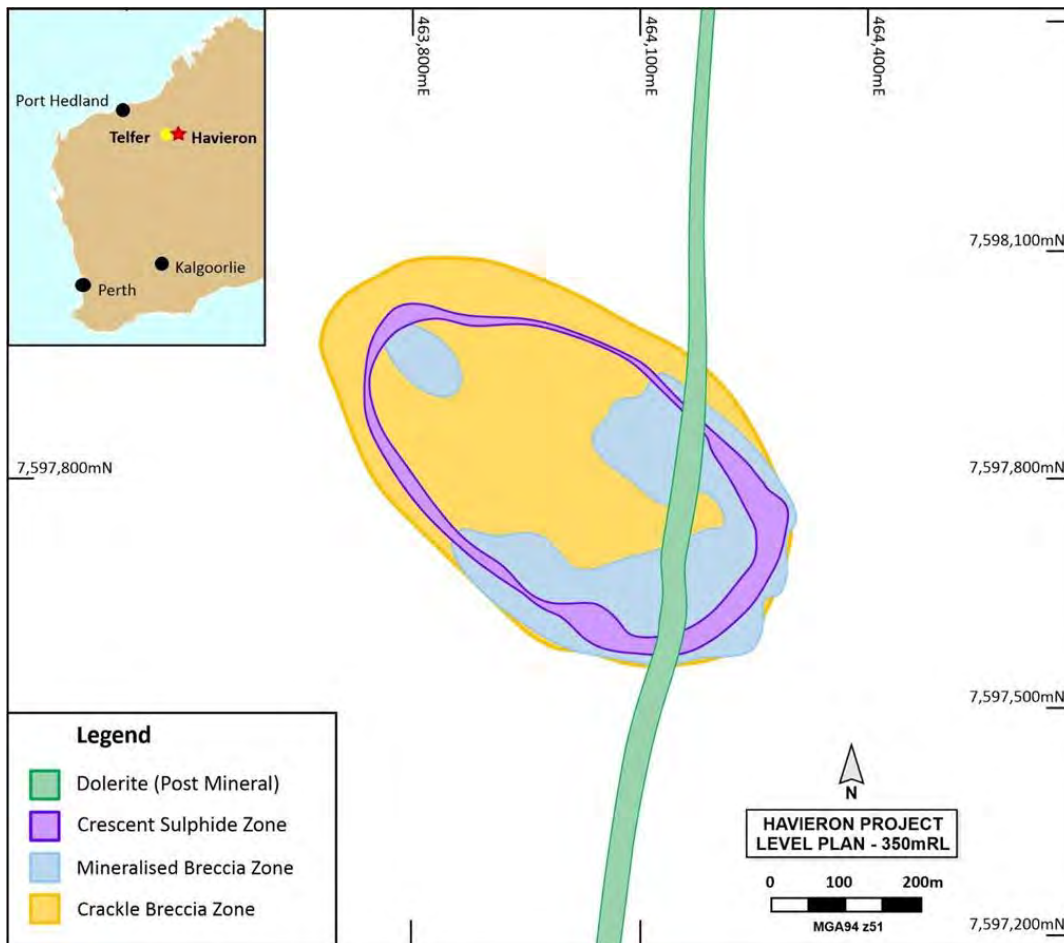 463,800mE
464,100mE
464,400mE
Port Hedland
Telfer
Havieron
Kalgoorlie
Perth
7,598,100mN
7,597,800mN
7,597,800mN
7,597,500mN
Legend
Dolerite (Post Mineral)
Crescent Sulphide Zone
Mineralised Breccia Zone
Crackle Breccia Zone
N
HAVIERON PROJECT
LEVEL PLAN - 350mRL
0 100 200m
MGA94 z51
7,597,200mN